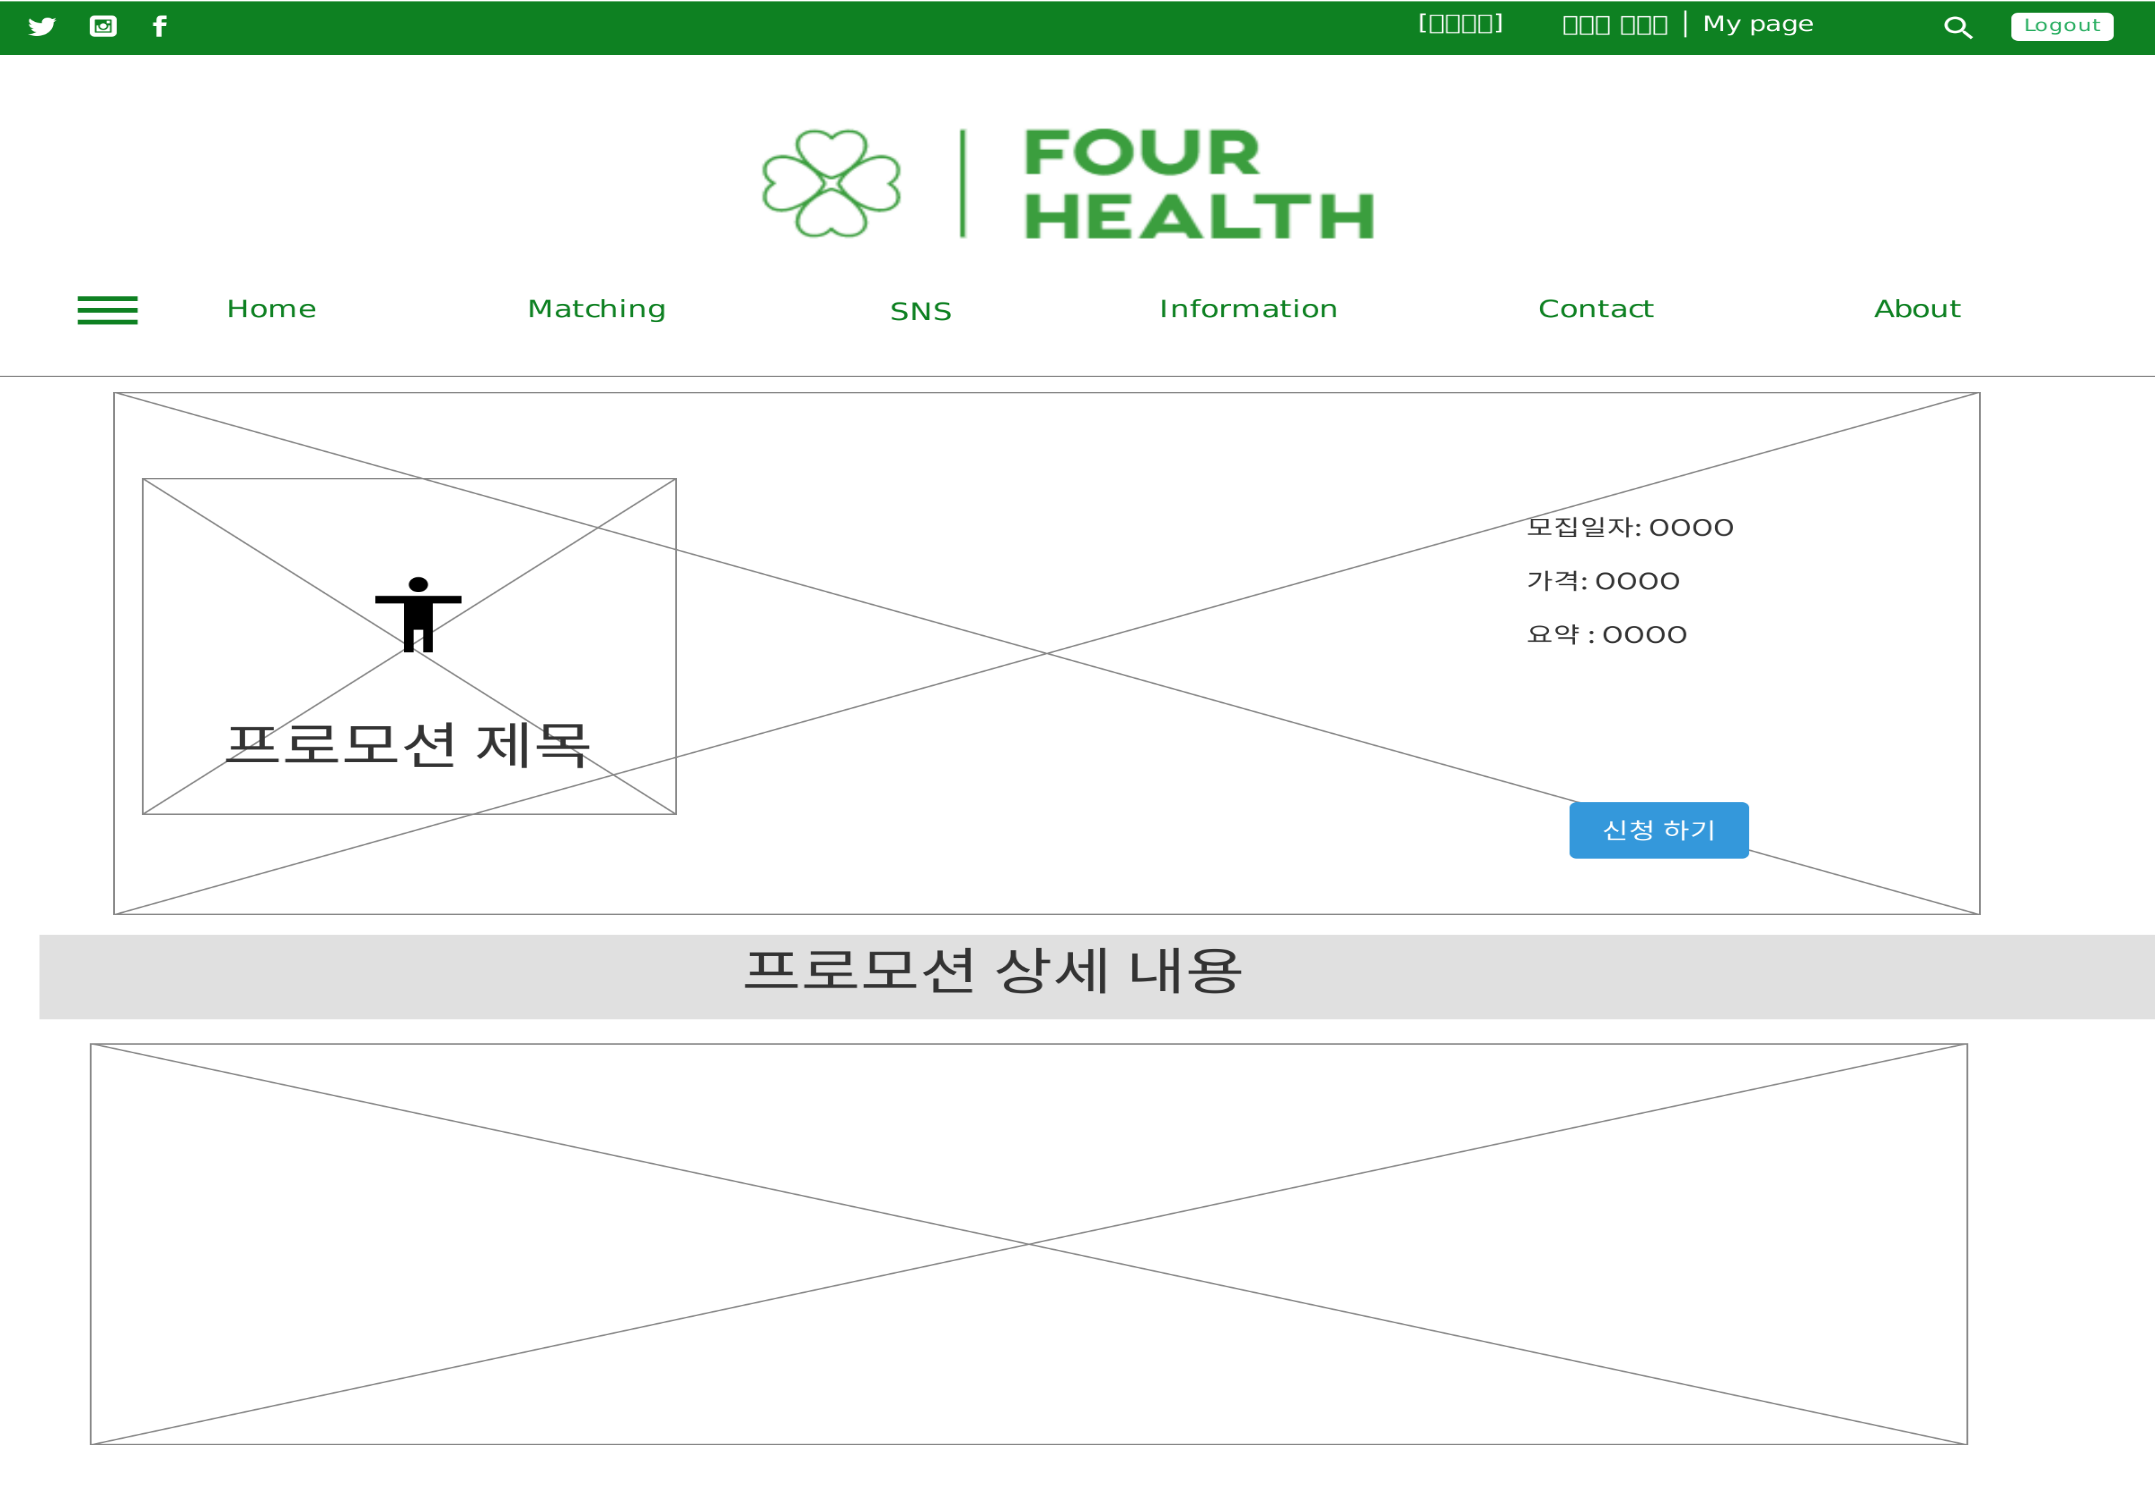 My page
Logout
FOUR
HEALTH
Home
Matching
SNS
Information
Contact
About
모집일자: OOOO
가격: OOOO
요약 : OOOO
프로모션 제목
신청 하기
프로모션 상세 내용